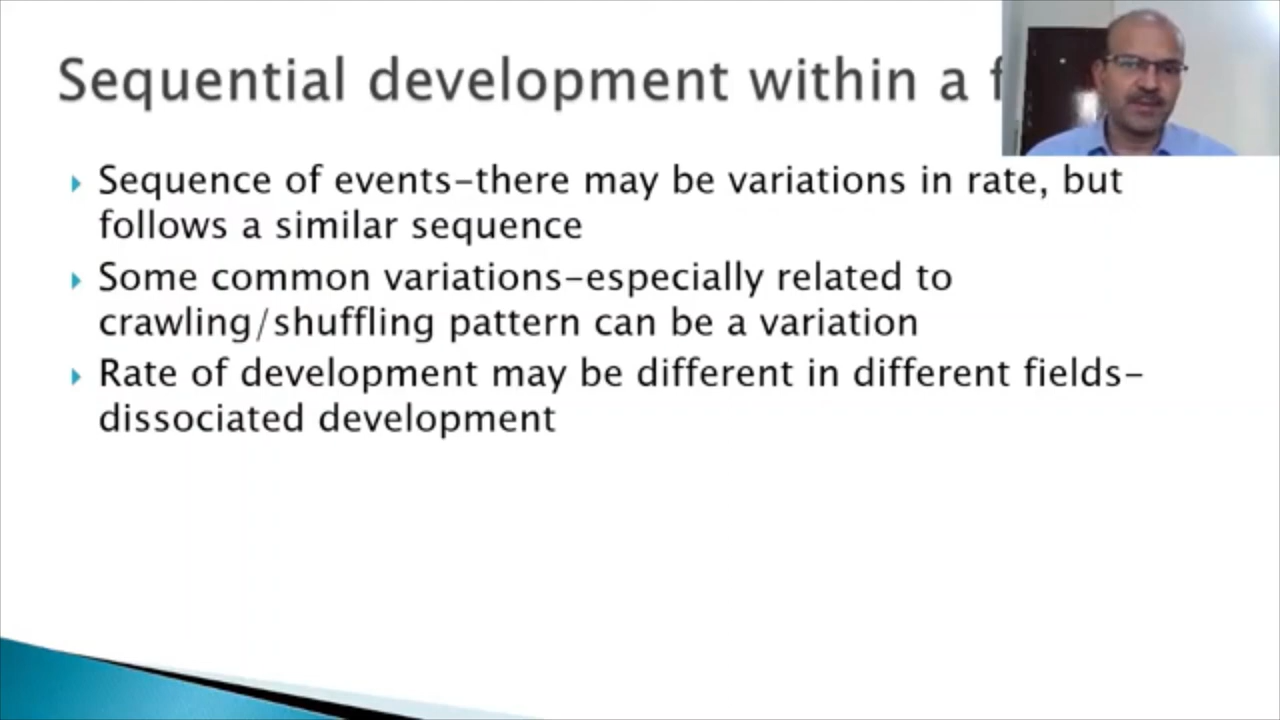 Sequential development within a
Sequence of events–there may be variations in rate, but
follows a similar sequence
Some common variations–especially related to
crawling/shuffling pattern can be a variation
Rate of development may be different in different fields–
dissociated development